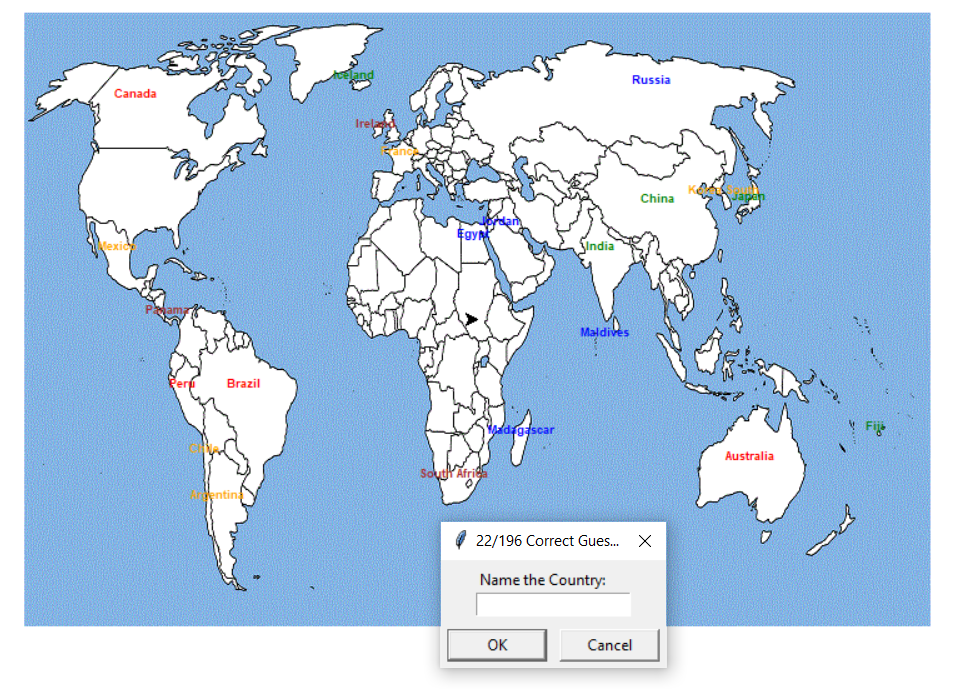 Iceland
Russia
Canada
Ireland
France
Korea South
Japan
China
Jordan
Egypt
Mexico
India
Panama
Maldives
Peru
Brazil
Fiji
Madagascar
Chile
Australia
South Africa
Argentina
22/196 Correct Gues...
Name the Country:
OK
Cancel